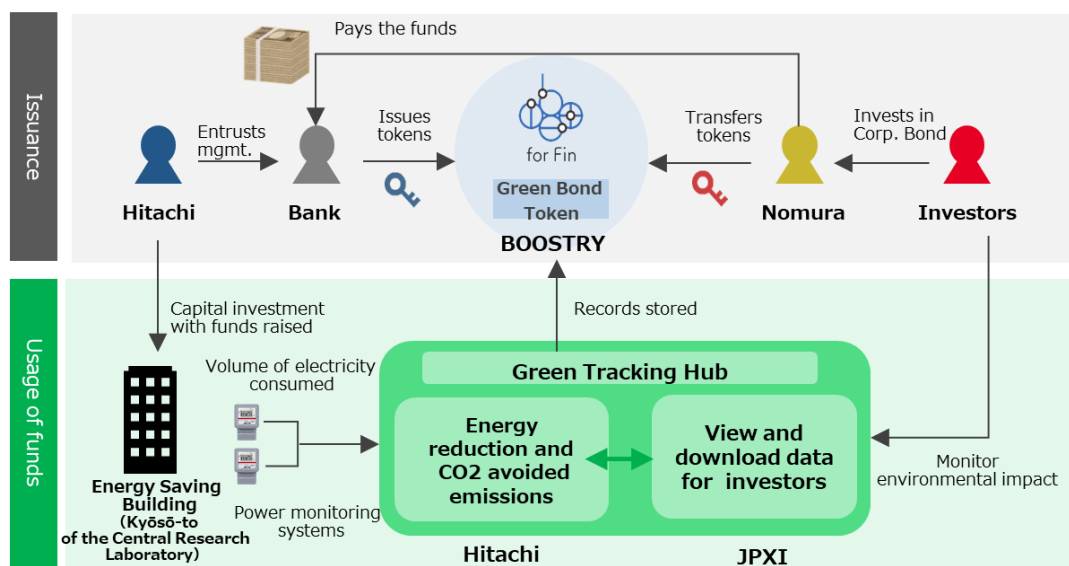 Issuance
Pays the funds
Entrusts
mgmt.
Issues
tokens
for Fin
Green Bond
Token
BOOSTRY
Transfers
tokens
Invests in
Corp. Bond
Hitachi
Bank
Nomura
Investors
Usage of funds
Capital investment
with funds raised
Records stored
Volume of electricity
consumed
Green Tracking Hub
Energy
reduction and
CO2 avoided
emissions
View and
download data
for investors
Monitor
environmental impact
Energy Saving
Building
(Kyōsō-to
of the Central Research
Laboratory)
Power monitoring
systems
Hitachi
JPXI